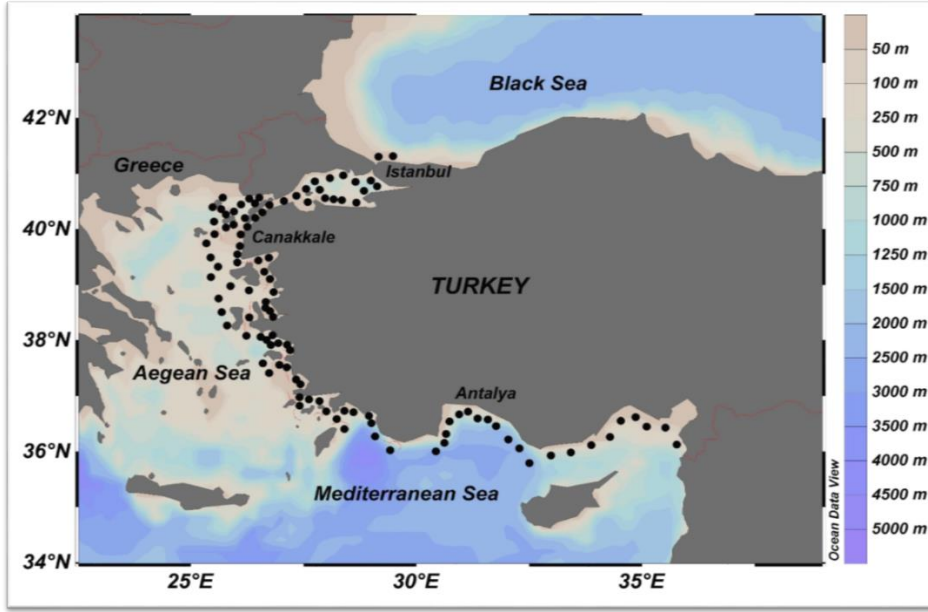 Black Sea
Greece
Istanbul
Canakkale
TURKEY
Aegean Sea
Antalya
Mediterranean Sea
42°N
40°N
38°N
36°N
34°N
25°E
30°E
35°E
50 m
100 m
250 m
500 m
750 m
1000 m
1250 m
1500 m
2000 m
2500 m
3000 m
3500 m
4000 m
4500 m
5000 m
Ocean Data View